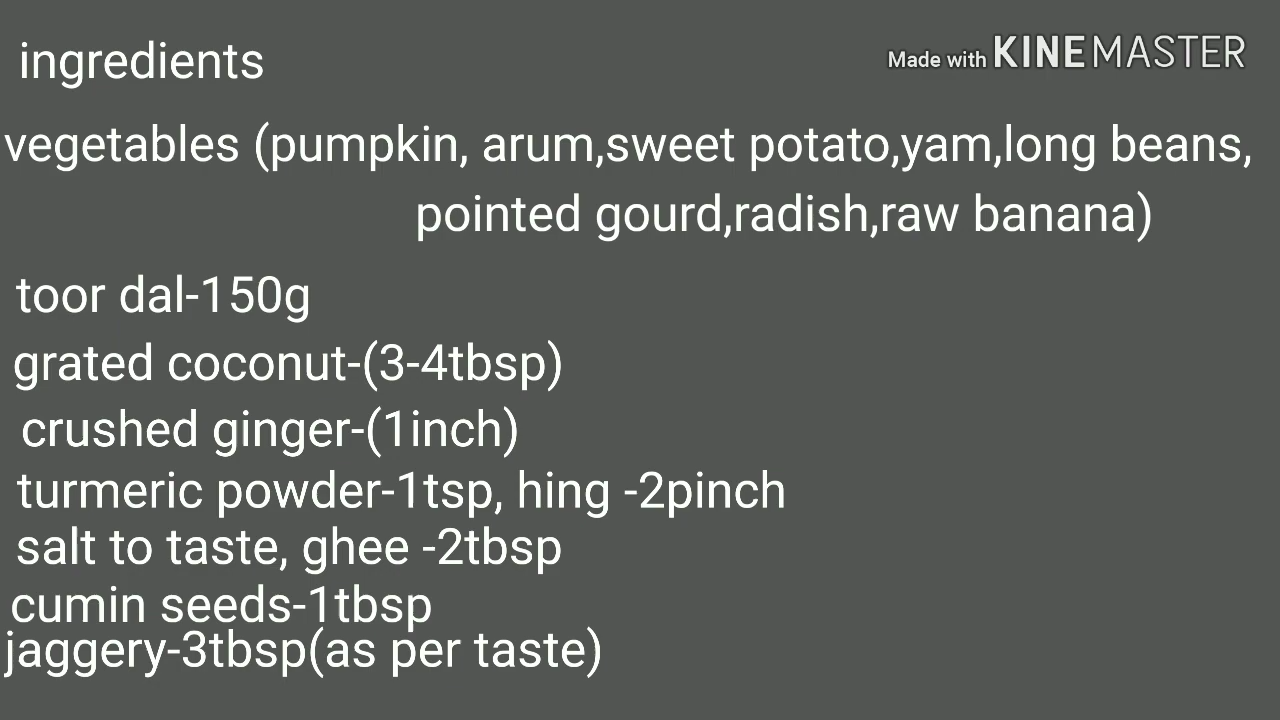 ingredients
Made with KINEMASTER
vegetables (pumpkin, arum,sweet potato,yam,long beans,
pointed gourd,radish,raw banana)
toor dal-150g
grated coconut-(3-4tbsp)
crushed ginger-(1inch)
turmeric powder-1tsp, hing -2pinch
salt to taste, ghee -2tbsp
cumin seeds-1tbsp
jaggery-3tbsp(as per taste)